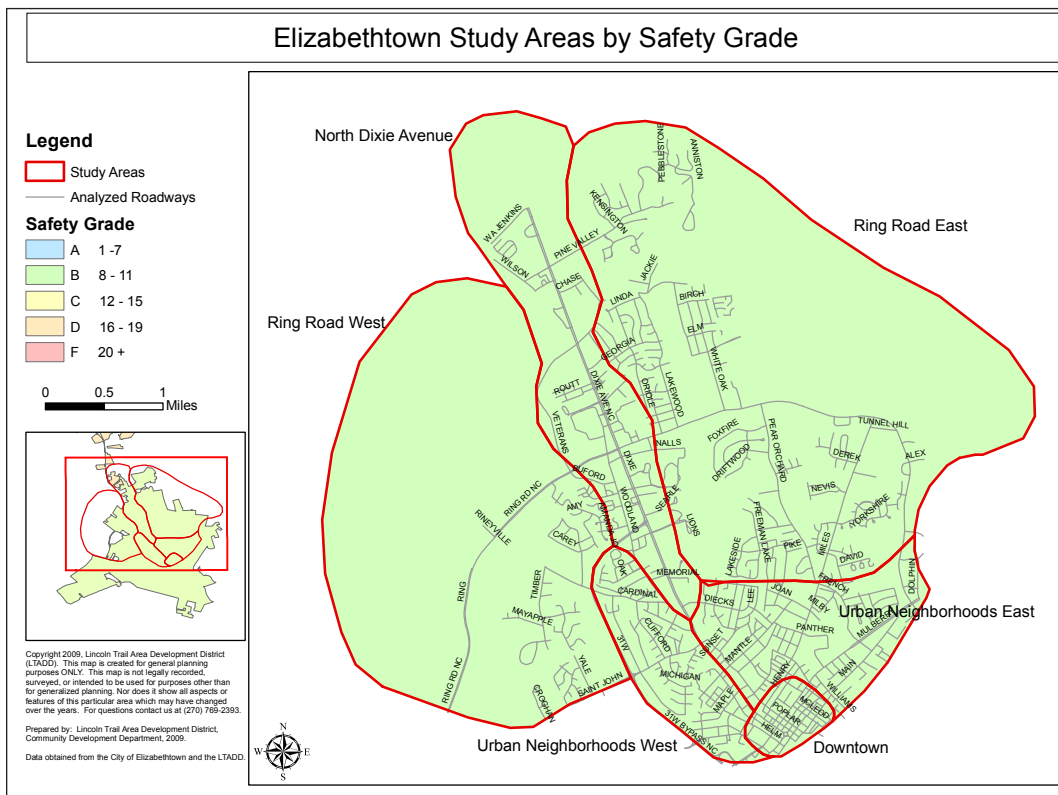 Elizabethtown Study Areas by Safety Grade
Legend
Study Areas
Analyzed Roadways
Safety Grade
A 1 -7
B 8 - 11
C 12 - 15
D 16 - 19
F 20 +
0 0.5 1
Miles
Copyright 2009, Lincoln Trail Area Development District
(LTADD). This map is created for general planning
purposes ONLY. This map is not legally recorded,
surveyed, or intended to be used for purposes other than
for generalized planning. Nor does it show all aspects or
features of this particular area which may have changed
over the years. For questions contact us at (270) 769-2393.
Prepared by: Lincoln Trail Area Development District,
Community Development Department, 2009.
Data obtained from the City of Elizabethtown and the LTADD.
N
W E
S
North Dixie Avenue
Ring Road East
Ring Road West
Urban Neighborhoods East
Urban Neighborhoods West
Downtown
PEBBLESTONE
ANNISTON
KENSINGTON
WA JENKINS
PINE VALLEY
WILSON
CHASE
JACKIE
LINDA
BIRCH
ELM
GEORGIA
WHITE OAK
ROUTT
DIXIE AVE NC
ORIOLE
LAKEWOOD
VETERANS
NALLS
FOXFIRE
PEAR ORCHARD
TUNNEL HILL
DIXIE
DRIFTWOOD
DEREK
ALEX
BUFORD
NEVIS
RING RD NC
AMY
WOODLAND
SEARLE
YORKSHIRE
RINEYVILLE
AMANDA JO
LIONS
FREEMAN LAKE
CAREY
LAKESIDE
PIKE
MILES
DAVID
OAK
MEMORIAL
FRENCH
DOLPHIN
TIMBER
CARDINAL
DIECKS
LEE
JOAN
MILBY
RING
MAYAPPLE
CLIFFORD
PANTHER
MULBERRY
31W
SUNSET
MANTLE
YALE
MICHIGAN
HENRY
MAIN
RING RD NC
SAINT JOHN
CROGHAN
MAPLE
WILLIAMS
MCLEOD
POPLAR
31W BYPASS NC
HELM